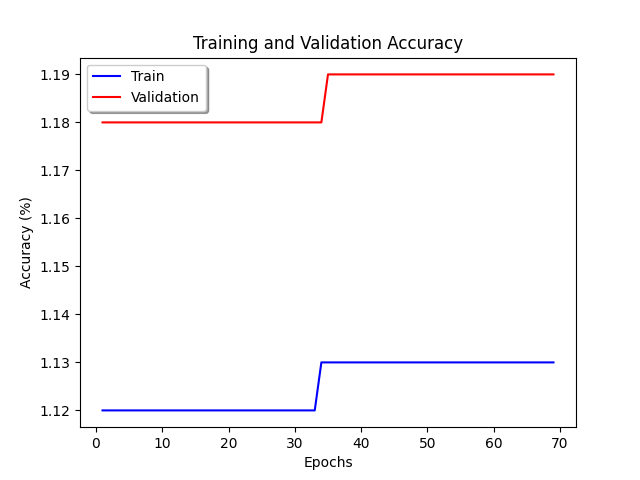 Training and Validation Accuracy
Train
Validation
Accuracy (%)
1.19
1.18
1.17
1.16
1.15
1.14
1.13
1.12
0 10 20 30 40 50 60 70
Epochs